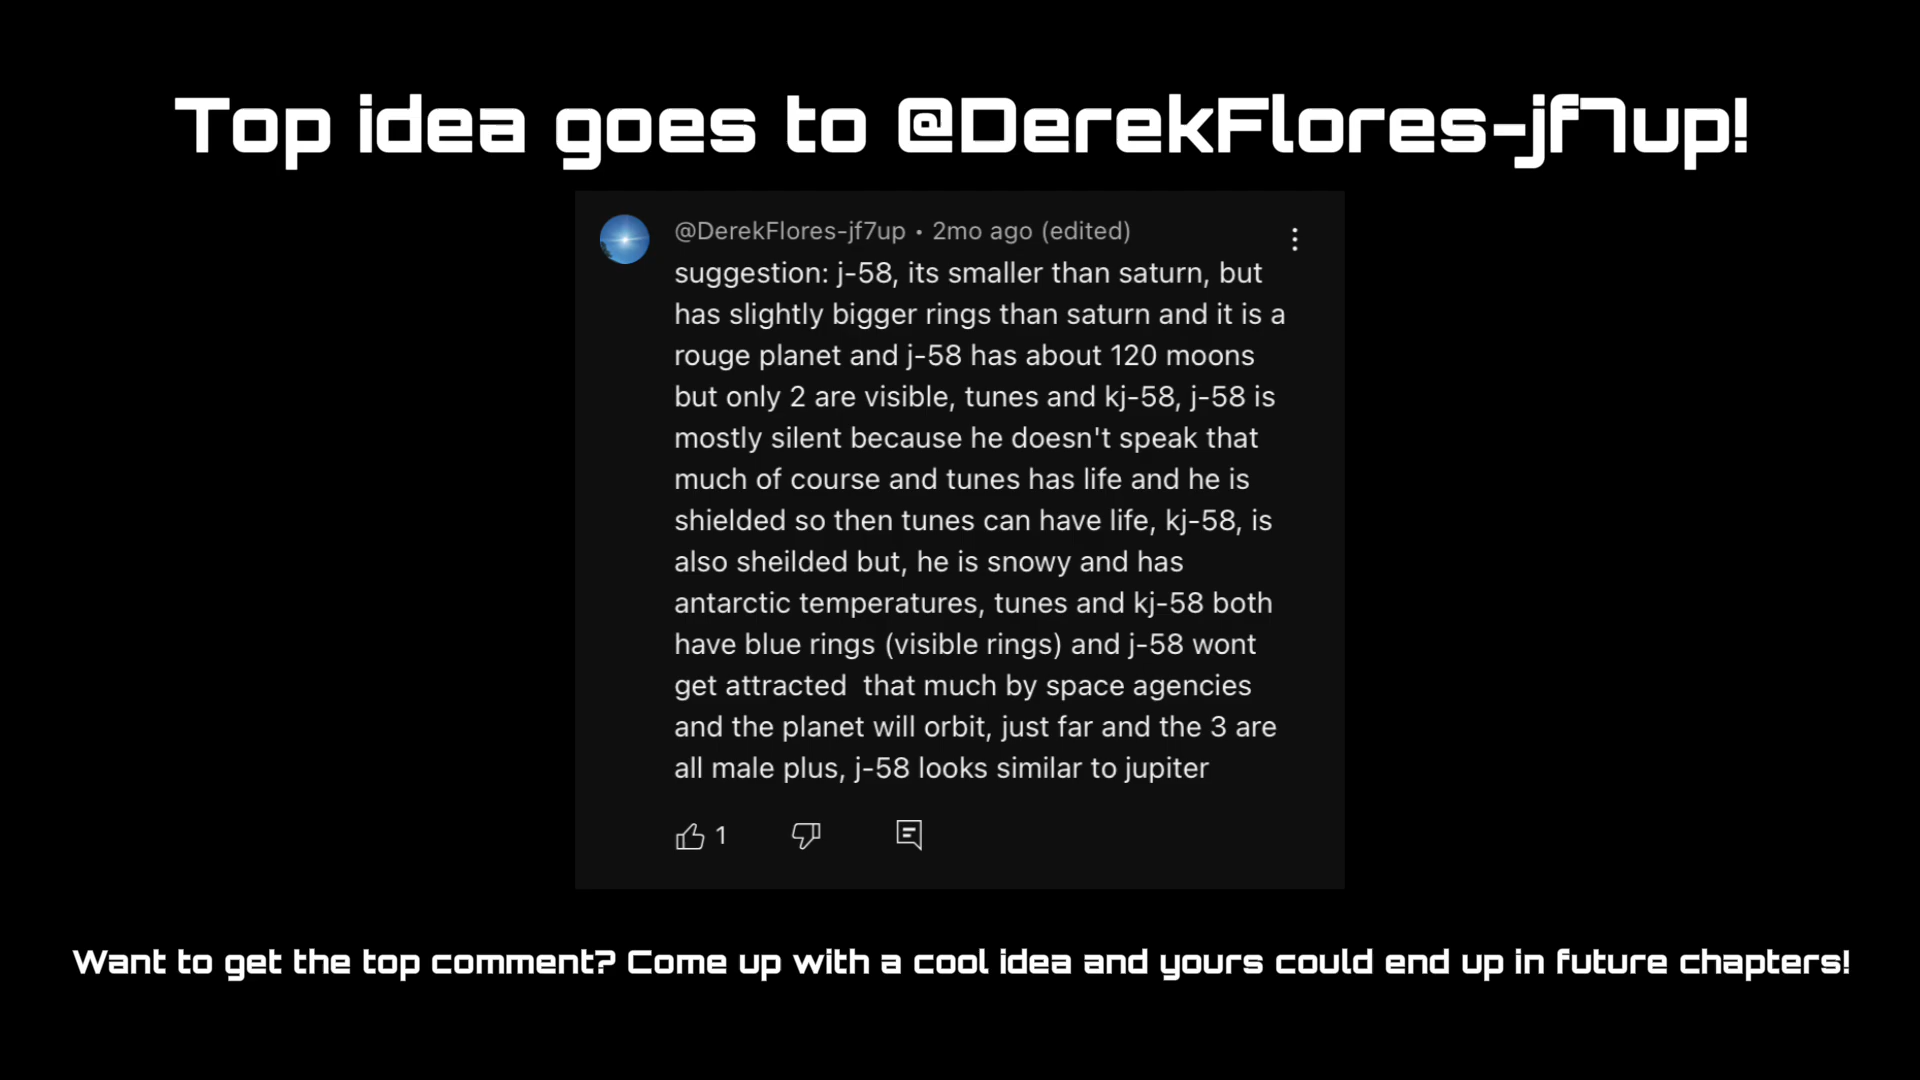 Top idea goes to @DerekFlores-jf7up!
@DerekFlores-jf7up • 2mo ago (edited)
suggestion: j-58, its smaller than saturn, but
has slightly bigger rings than saturn and it is a
rouge planet and j-58 has about 120 moons
but only 2 are visible, tunes and kj-58, j-58 is
mostly silent because he doesn't speak that
much of course and tunes has life and he is
shielded so then tunes can have life, kj-58, is
also sheilded but, he is snowy and has
antarctic temperatures, tunes and kj-58 both
have blue rings (visible rings) and j-58 wont
get attracted  that much by space agencies
and the planet will orbit, just far and the 3 are
all male plus, j-58 looks similar to jupiter
1
Want to get the top comment? Come up with a cool idea and yours could end up in future chapters!